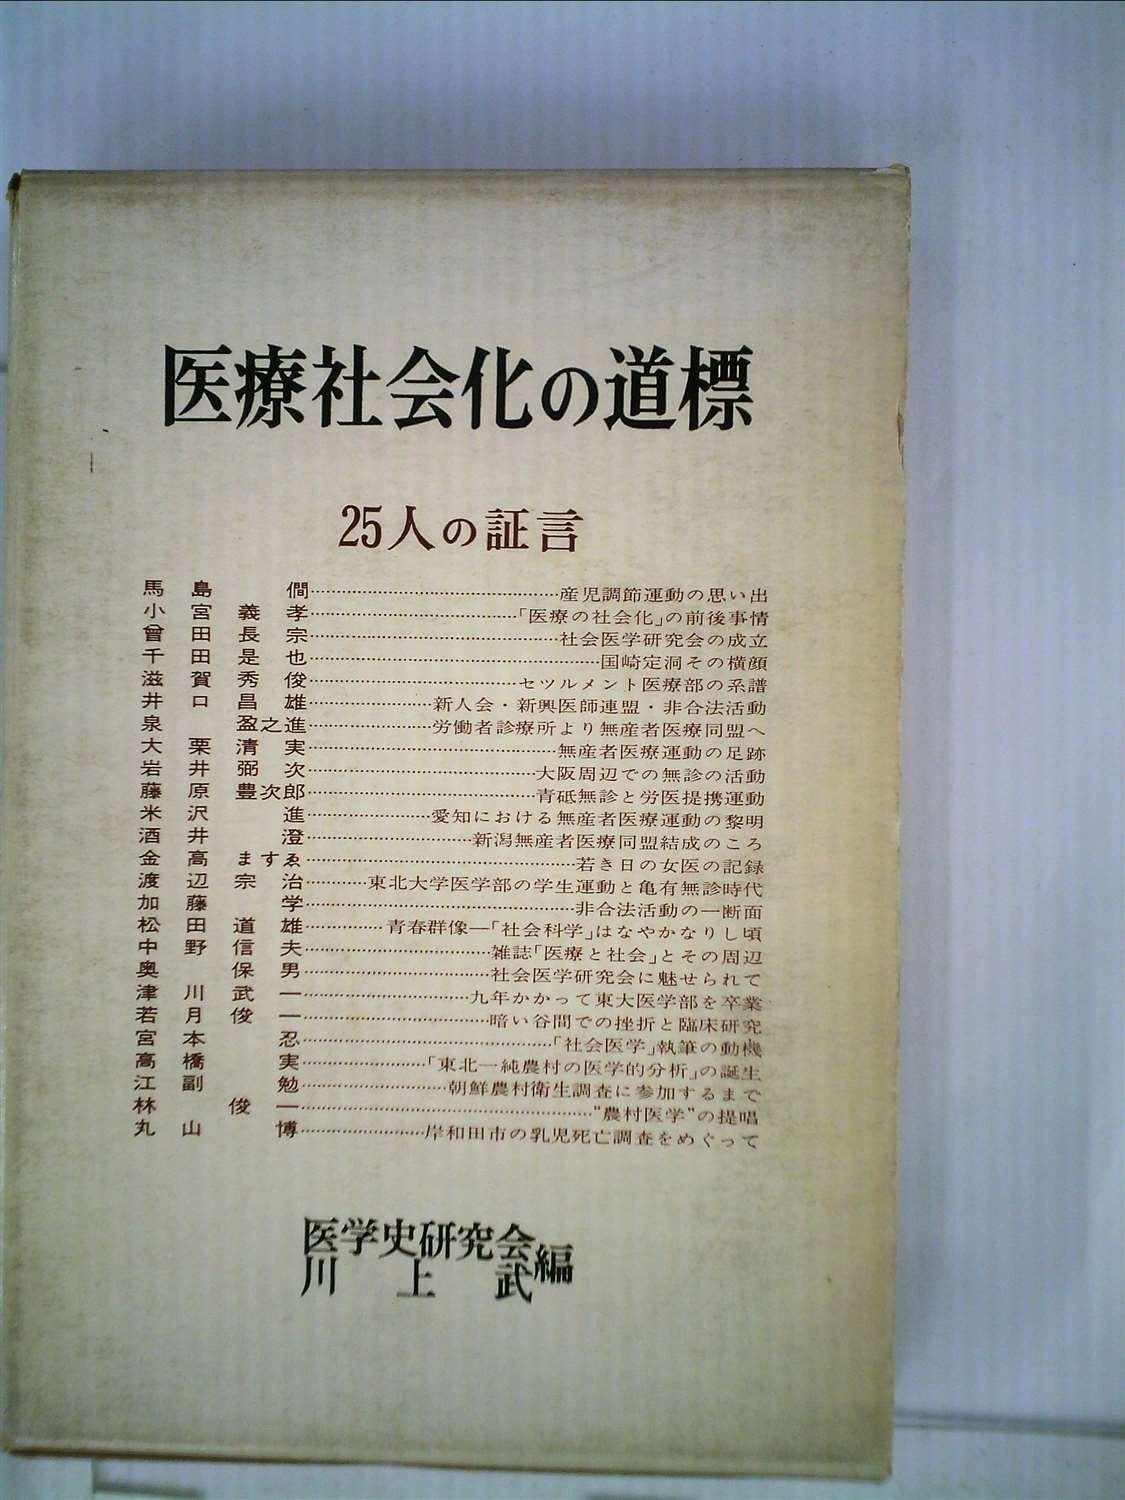 医療社会化の道標
25人の証言
馬島僴……産児調節運動の思い出
小宮義孝……「医療の社会化」の前後事情
曾田長宗……社会医学研究会の成立
千田是也……国崎定洞その横顔
滋賀秀俊……セツルメント医療部の系譜
井口昌雄……新人会・新興医師連盟・非合法活動
泉盈之進……労働者診療所より無産者医療同盟へ
大栗清実……無産者医療運動の足跡
岩井弼次……大阪周辺での無診の活動
藤原豊次郎……青砥無診と労医提携運動
米沢進……愛知における無産者医療運動の黎明
酒井澄……新潟無産者医療同盟結成のころ
金高ますゑ……若き日の女医の記録
渡辺宗治……東北大学医学部の学生運動と亀有無診時代
加藤学……非合法活動の一断面
松田道雄……青春群像―「社会科学」はなやかなりし頃
中野信夫……雑誌「医療と社会」とその周辺
奥保男……社会医学研究会に魅せられて
津川武一……九年かかって東大医学部を卒業
若月俊一……暗い谷間での挫折と臨床研究
宮本忍……「社会医学」執筆の動機
高橋実……「東北一純農村の医学的分析」の誕生
江副勉……朝鮮農村衛生調査に参加するまで
林俊一……“農村医学”の提唱
丸山博……岸和田市の乳児死亡調査をめぐって
医学史研究会
川上武編